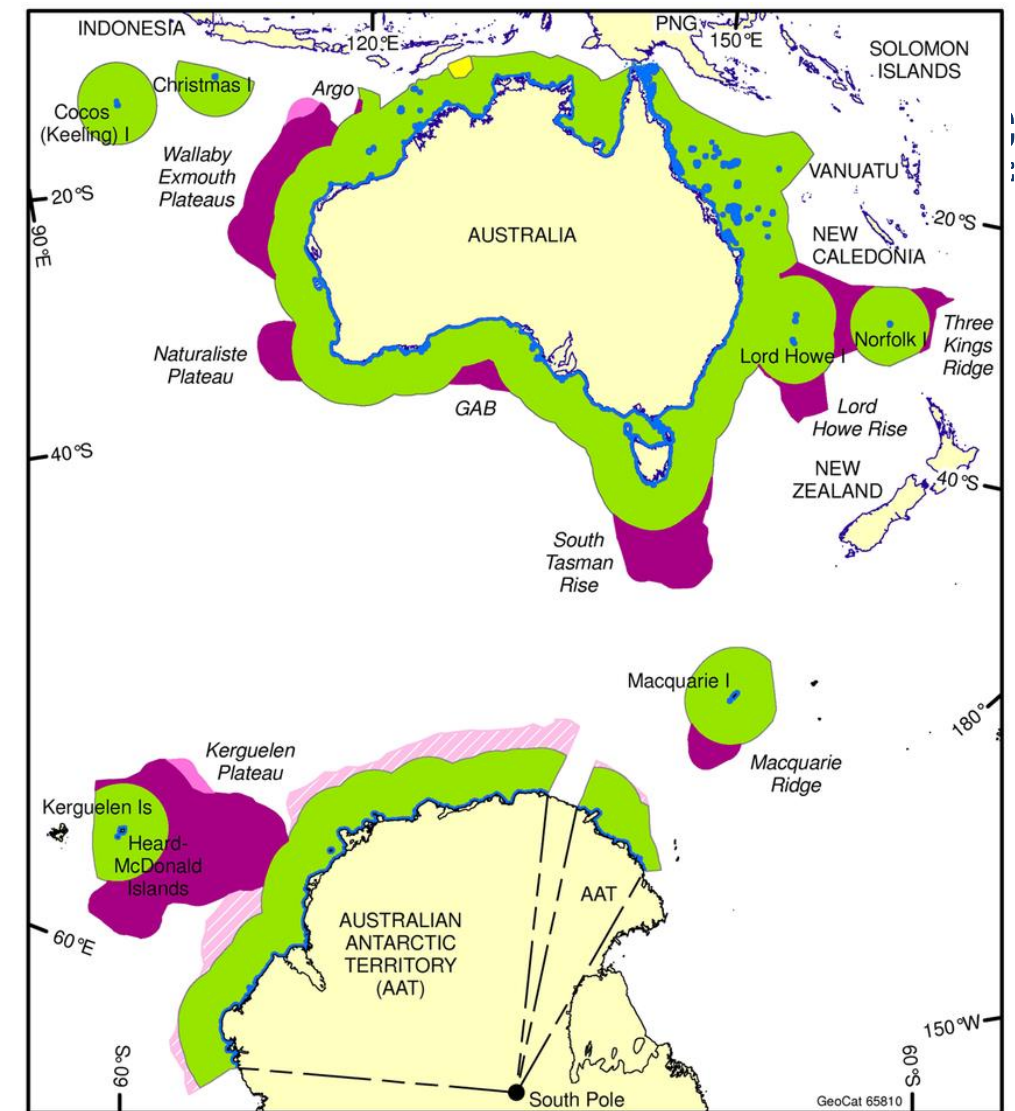 INDONESIA
PNG
120°E
150°E
SOLOMON
ISLANDS
Christmas I
Argo
Cocos
(Keeling) I
Wallaby
Exmouth
Plateaus
VANUATU
20°S
90°E
20°S
AUSTRALIA
NEW
CALEDONIA
Three
Kings
Ridge
Norfolk I
Lord Howe I
Naturaliste
Plateau
GAB
Lord
Howe Rise
40°S
NEW
ZEALAND
40°S
South
Tasman
Rise
Macquarie I
180°
Kerguelen
Plateau
Macquarie
Ridge
Kerguelen Is
Heard-
McDonald
Islands
AAT
AUSTRALIAN
ANTARCTIC
TERRITORY
(AAT)
60°E
150°W
60°S
60°S
South Pole
GeoCat 65810